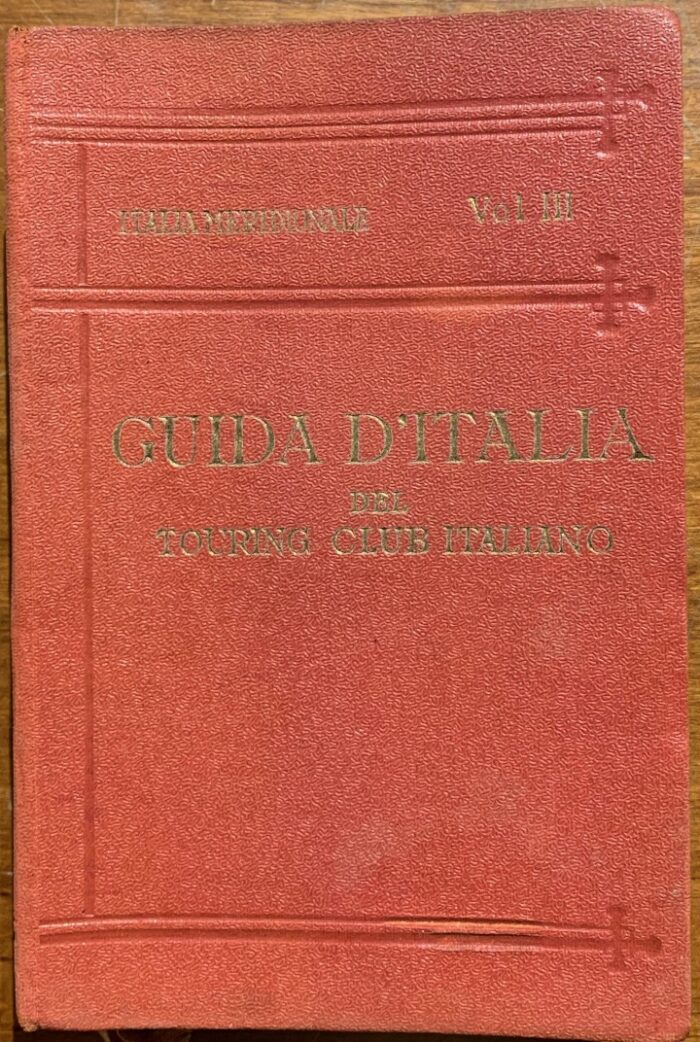 ITALIA MERIDIONALE Vol III
GUIDA D'ITALIA
DEL
TOURING CLUB ITALIANO